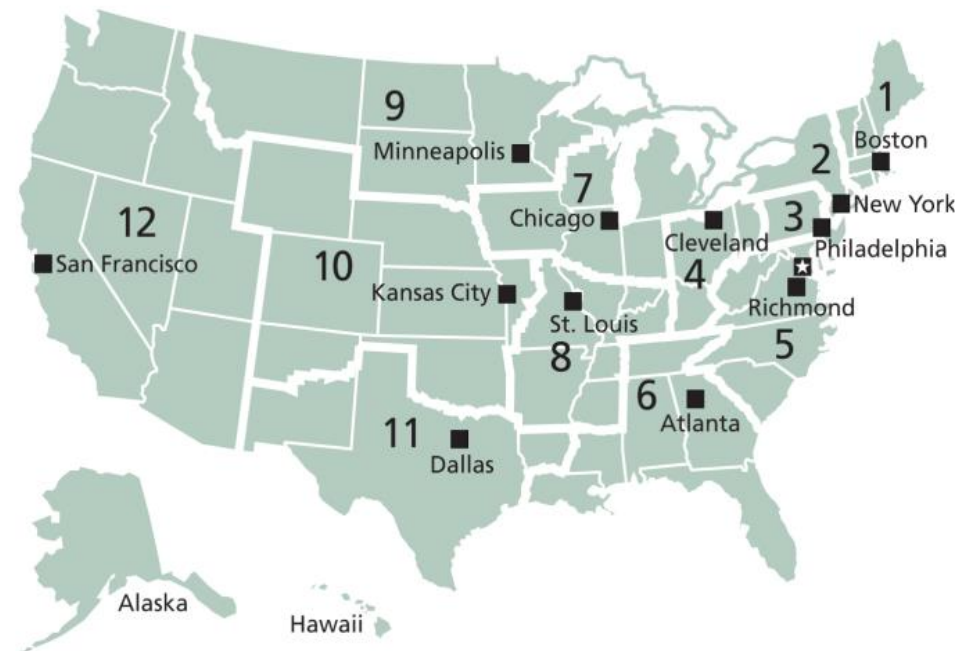 9
1
Boston
Minneapolis
2
7
New York
Chicago
3
12
Cleveland
Philadelphia
San Francisco
10
4
Kansas City
Richmond
St. Louis
5
8
6
Atlanta
11
Dallas
Alaska
Hawaii